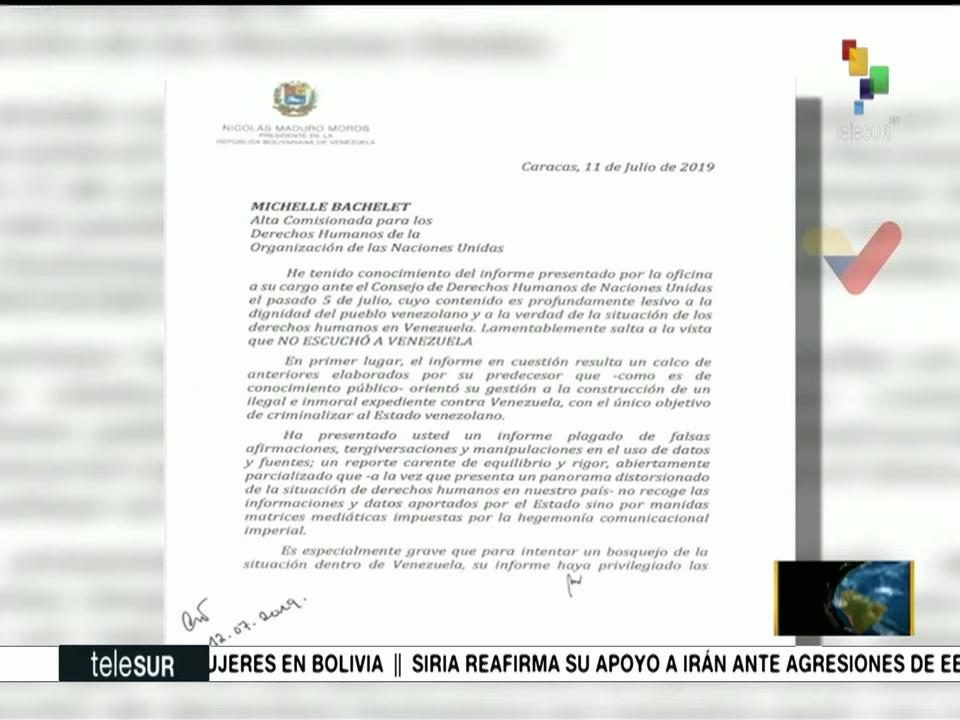 teleSUR HD
NICOLÁS MADURO MOROS
PRESIDENTE DE LA
REPÚBLICA BOLIVARIANA DE VENEZUELA
Caracas, 11 de Julio de 2019
MICHELLE BACHELET
Alta Comisionada para los
Derechos Humanos de la
Organización de las Naciones Unidas
He tenido conocimiento del informe presentado por la oficina
a su cargo ante el Consejo de Derechos Humanos de Naciones Unidas
el pasado 5 de julio, cuyo contenido es profundamente lesivo a la
dignidad del pueblo venezolano y a la verdad de la situación de los
derechos humanos en Venezuela. Lamentablemente salta a la vista
que NO ESCUCHÓ A VENEZUELA
En primer lugar, el informe en cuestión resulta un calco de
anteriores elaborados por su predecesor que -como es de
conocimiento público- orientó su gestión a la construcción de un
ilegal e inmoral expediente contra Venezuela, con el único objetivo
de criminalizar al Estado venezolano.
Ha presentado usted un informe plagado de falsas
afirmaciones, tergiversaciones y manipulaciones en el uso de datos
y fuentes; un reporte carente de equilibrio y rigor, abiertamente
parcializado que -a la vez que presenta un panorama distorsionado
de la situación de derechos humanos en nuestro país- no recoge las
informaciones y datos aportados por el Estado sino por manidas
matrices mediáticas impuestas por la hegemonía comunicacional
imperial.
Es especialmente grave que para intentar un bosquejo de la
situación dentro de Venezuela, su informe haya privilegiado las
12.07.2019.
teleSUR
UJERES EN BOLIVIA || SIRIA REAFIRMA SU APOYO A IRÁN ANTE AGRESIONES DE EE